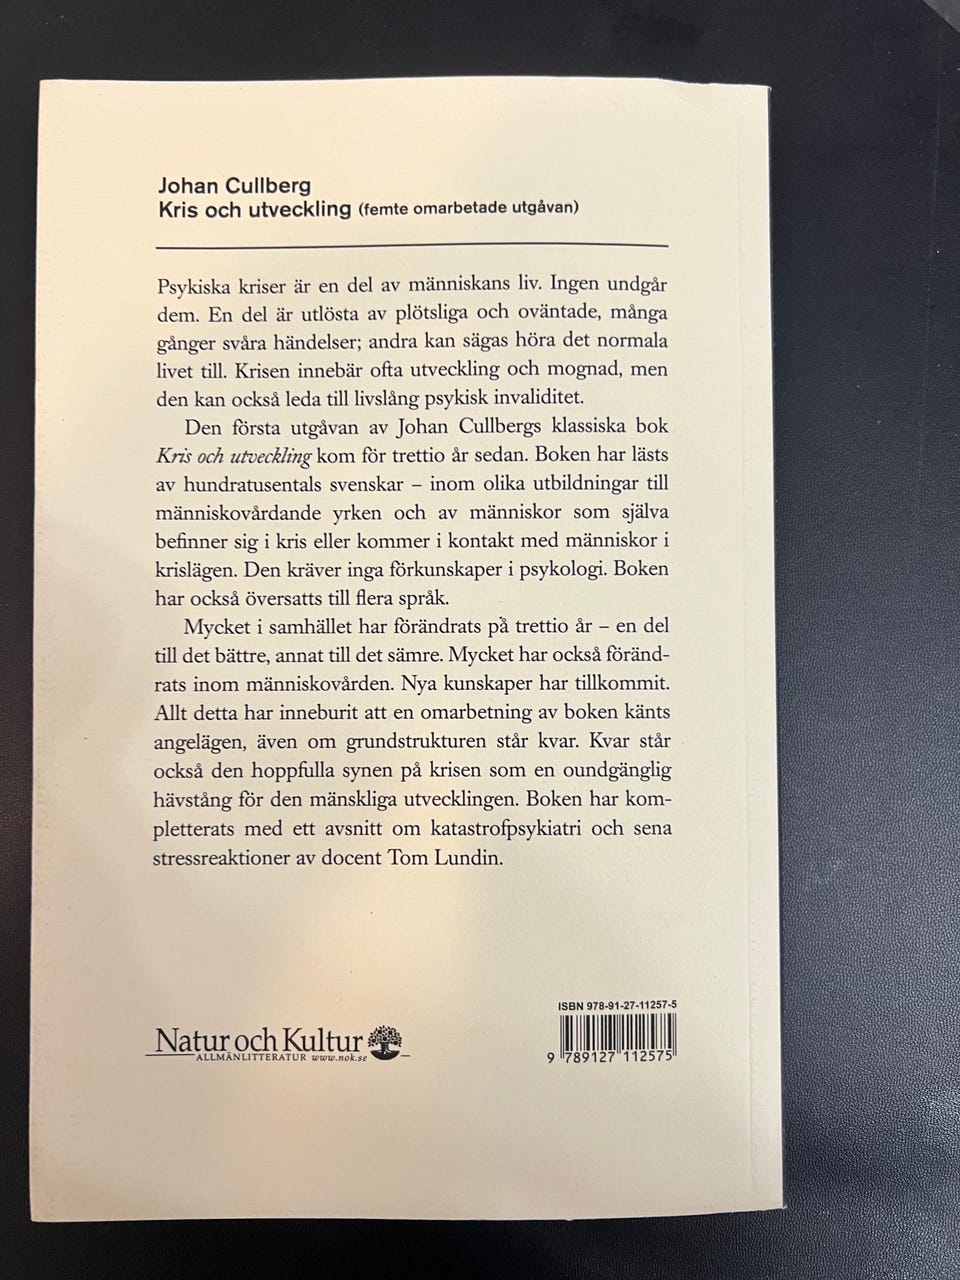 Johan Cullberg
Kris och utveckling (femte omarbetade utgåvan)
Psykiska kriser är en del av människans liv. Ingen undgår
dem. En del är utlösta av plötsliga och oväntade, många
gånger svåra händelser; andra kan sägas höra det normala
livet till. Krisen innebär ofta utveckling och mognad, men
den kan också leda till livslång psykisk invaliditet.
Den första utgåvan av Johan Cullbergs klassiska bok
Kris och utveckling kom för trettio år sedan. Boken har lästs
av hundratusentals svenskar – inom olika utbildningar till
människovårdande yrken och av människor som själva
befinner sig i kris eller kommer i kontakt med människor i
krislägen. Den kräver inga förkunskaper i psykologi. Boken
har också översatts till flera språk.
Mycket i samhället har förändrats på trettio år – en del
till det bättre, annat till det sämre. Mycket har också föränd-
rats inom människovården. Nya kunskaper har tillkommit.
Allt detta har inneburit att en omarbetning av boken känts
angelägen, även om grundstrukturen står kvar. Kvar står
också den hoppfulla synen på krisen som en oundgänglig
hävstång för den mänskliga utvecklingen. Boken har kom-
pletterats med ett avsnitt om katastrofpsykiatri och sena
stressreaktioner av docent Tom Lundin.
ISBN 978-91-27-11257-5
9 789127 112575
Natur och Kultur
ALLMÄNLITTERATUR www.nok.se